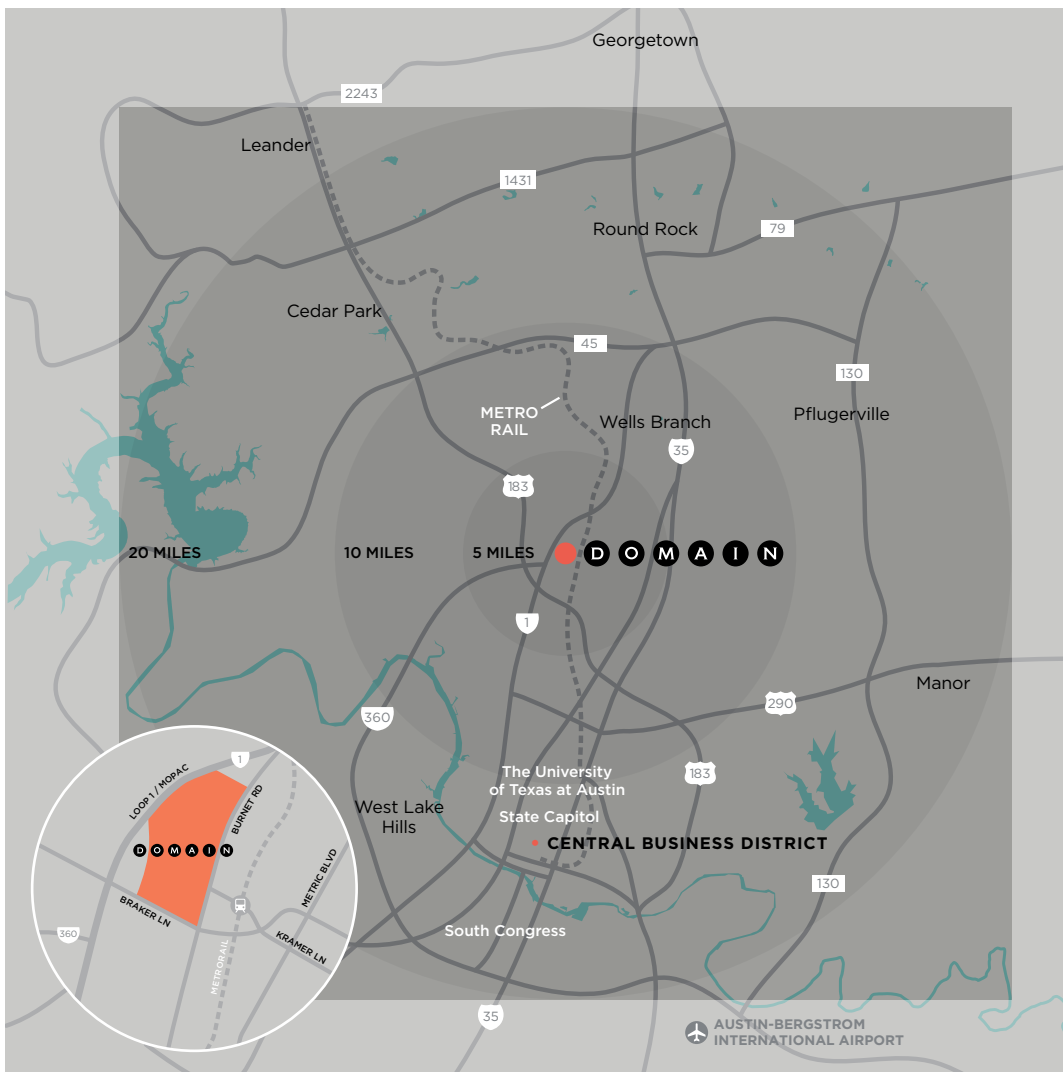 Georgetown
2243
Leander
1431
Round Rock
79
Cedar Park
45
130
METRO
RAIL
Wells Branch
Pflugerville
35
183
20 MILES
10 MILES
5 MILES
DOMAIN
1
Manor
290
360
183
The University
of Texas at Austin
West Lake
Hills
State Capitol
CENTRAL BUSINESS DISTRICT
130
South Congress
35
AUSTIN-BERGSTROM
INTERNATIONAL AIRPORT
1
LOOP 1 / MOPAC
BURNET RD
DOMAIN
METRIC BLVD
BRAKER LN
360
KRAMER LN
METRORAIL